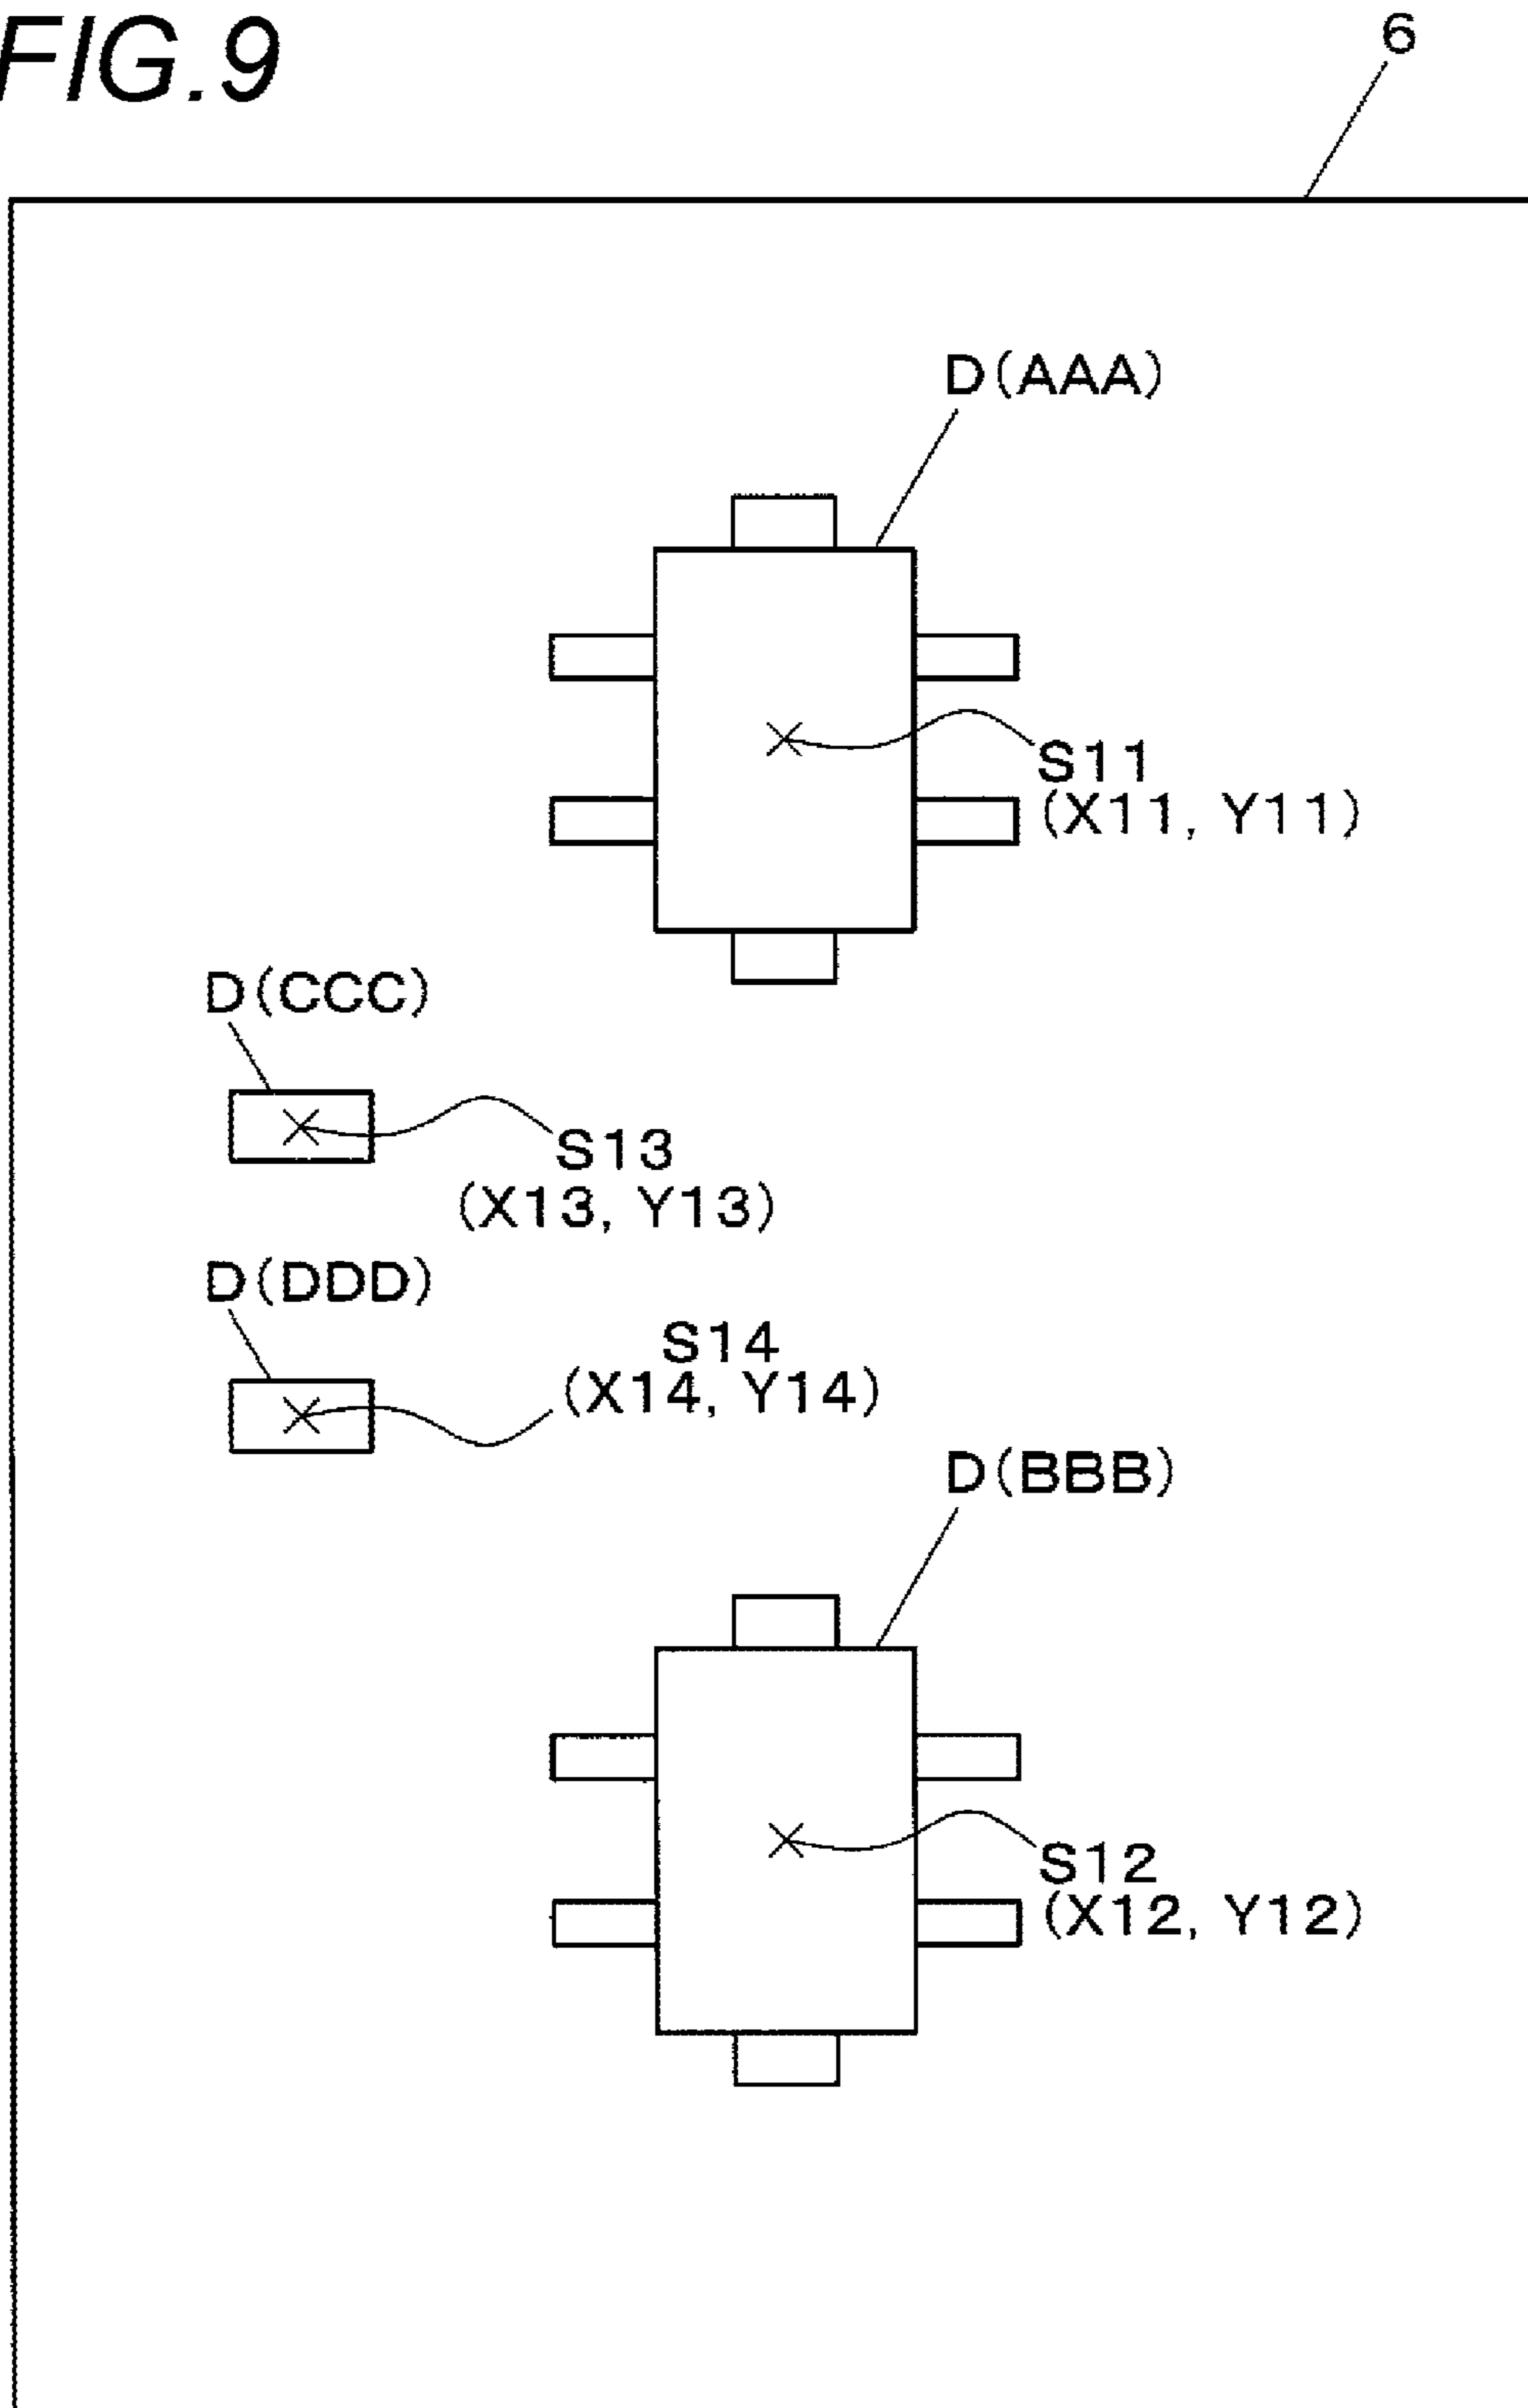 FIG.9
6
D(AAA)
S11
(X11, Y11)
D(CCC)
S13
(X13, Y13)
D(DDD)
S14
(X14, Y14)
D(BBB)
S12
(X12, Y12)